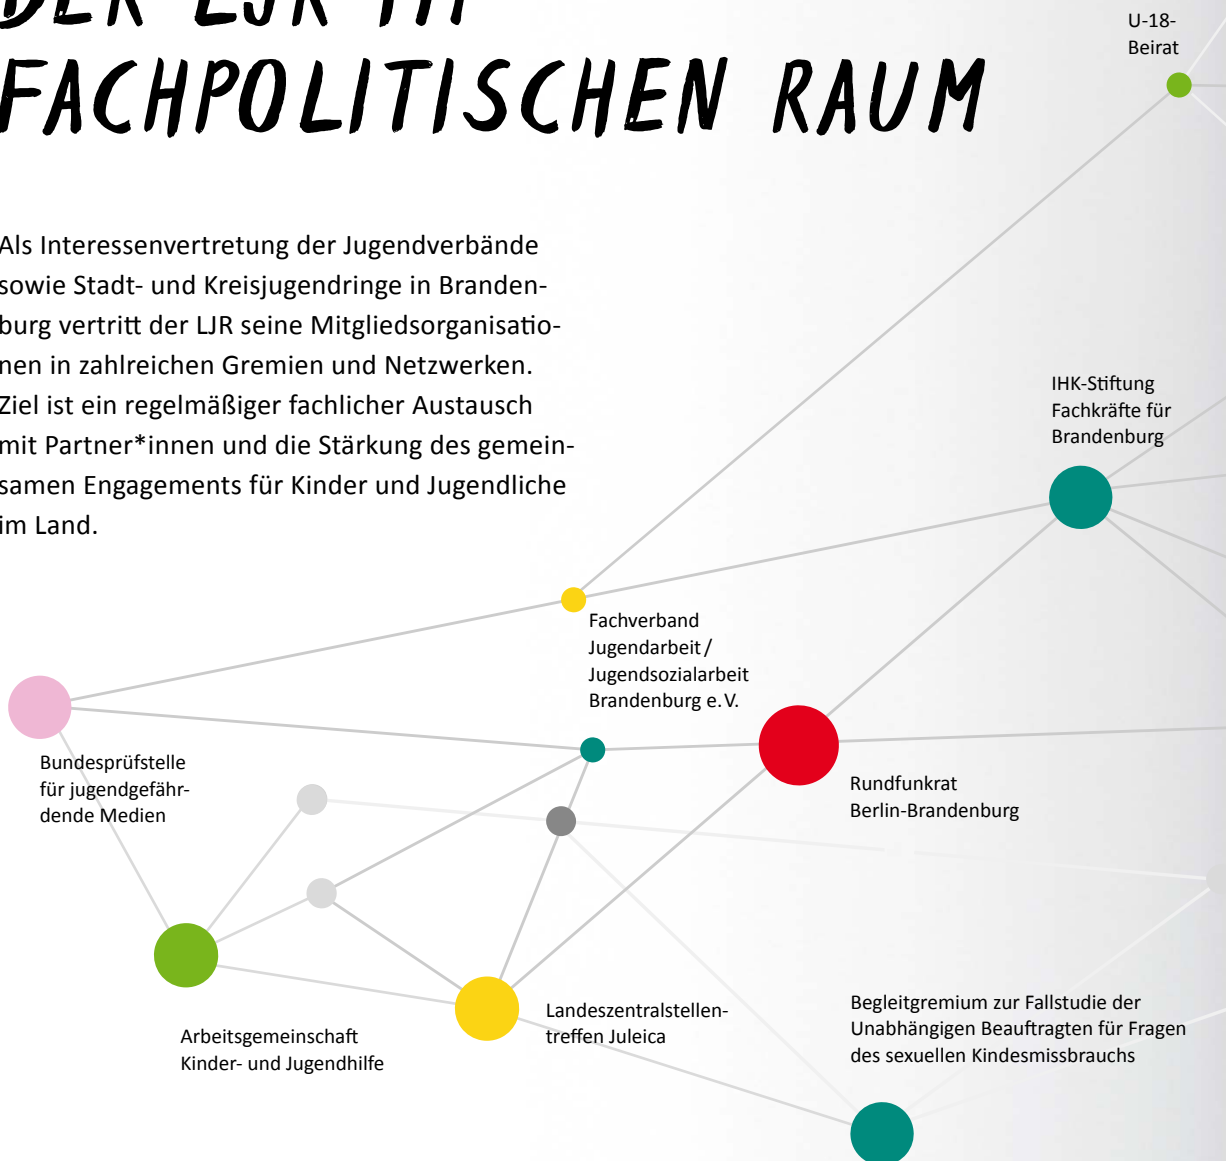 DER LJR IM
FACHPOLITISCHEN RAUM
Als Interessenvertretung der Jugendverbände
sowie Stadt- und Kreisjugendringe in Branden-
burg vertritt der LJR seine Mitgliedsorganisatio-
nen in zahlreichen Gremien und Netzwerken.
Ziel ist ein regelmäßiger fachlicher Austausch
mit Partner*innen und die Stärkung des gemein-
samen Engagements für Kinder und Jugendliche
im Land.
U-18-
Beirat
IHK-Stiftung
Fachkräfte für
Brandenburg
Fachverband
Jugendarbeit/
Jugendsozialarbeit
Brandenburg e.V.
Bundesprüfstelle
für jugendgefähr-
dende Medien
Rundfunkrat
Berlin-Brandenburg
Arbeitsgemeinschaft
Kinder- und Jugendhilfe
Landeszentralstellen-
treffen Juleica
Begleitgremium zur Fallstudie der
Unabhängigen Beauftragten für Fragen
des sexuellen Kindesmissbrauchs